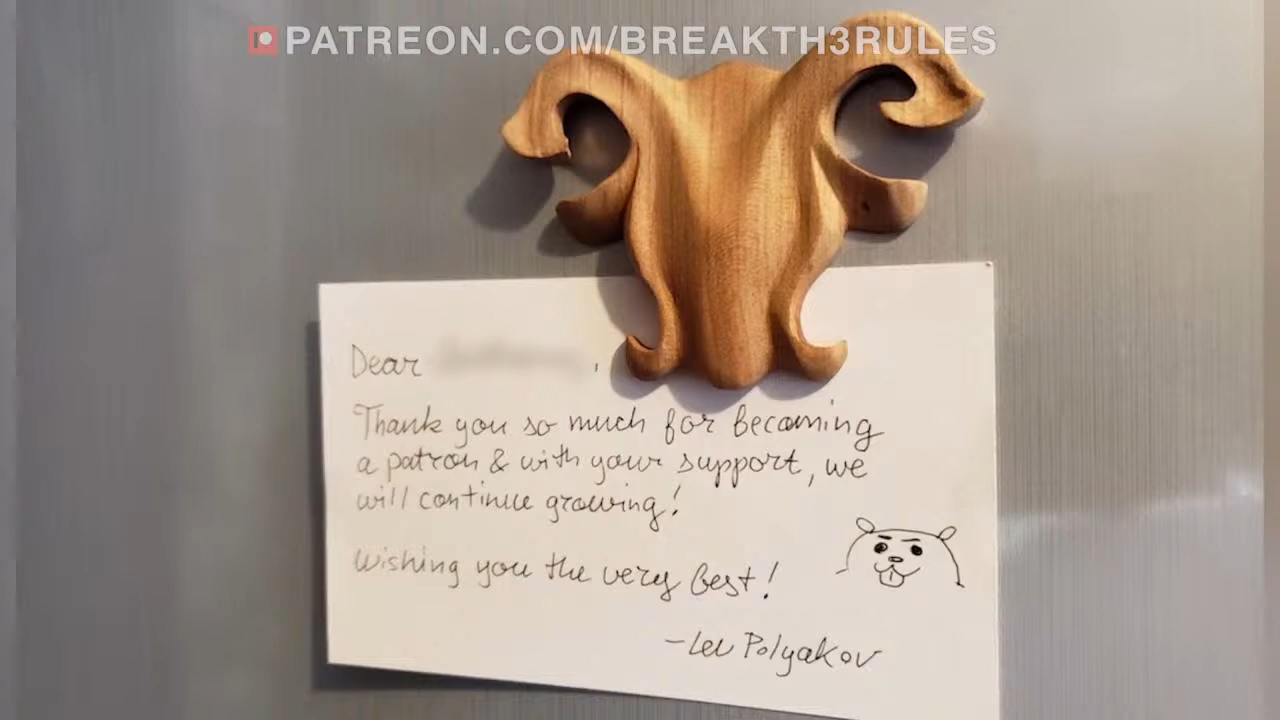 PATREON.COM/BREAKTH3RULES
Dear ,
Thank you so much for becoming
a patron & with your support, we
will continue growing!
Wishing you the very best!
-Lev Polyakov